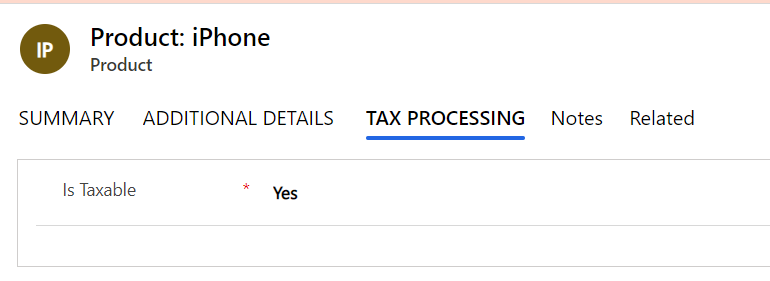 IP
Product: iPhone
Product
SUMMARY ADDITIONAL DETAILS TAX PROCESSING Notes Related
Is Taxable * Yes